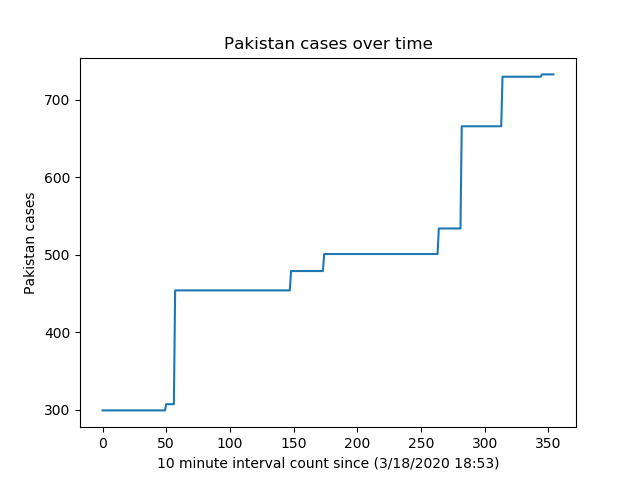 Pakistan cases over time
Pakistan cases
700
600
500
400
300
0 50 100 150 200 250 300 350
10 minute interval count since (3/18/2020 18:53)